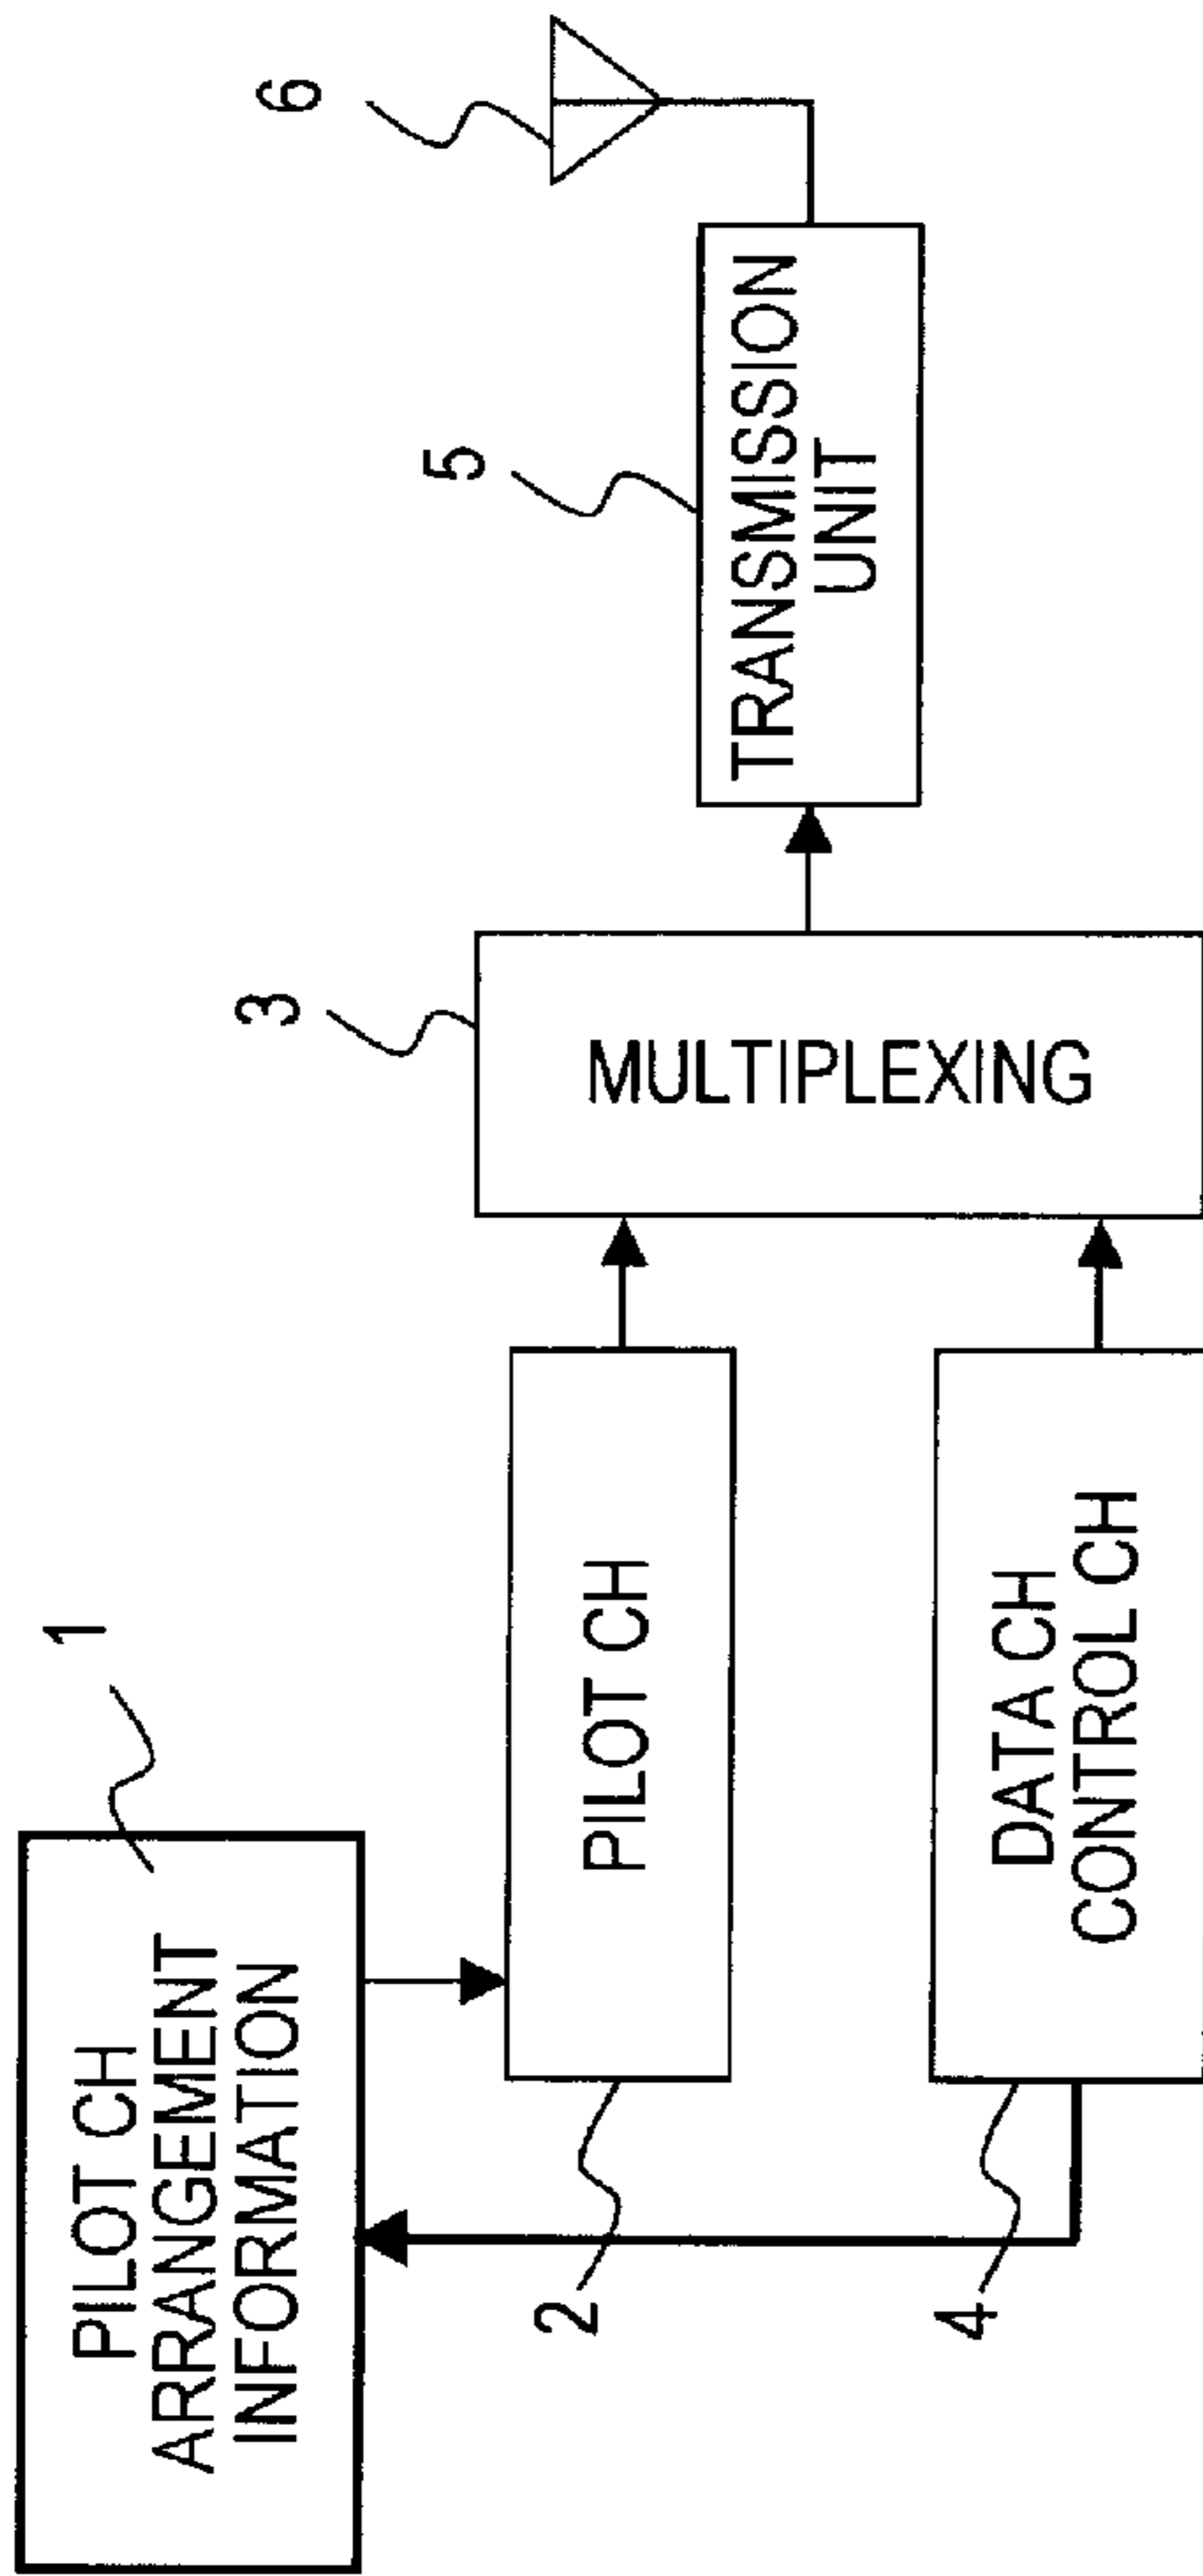 1
PILOT CH
ARRANGEMENT
INFORMATION
2
PILOT CH
3
MULTIPLEXING
5
TRANSMISSION
UNIT
6
4
DATA CH
CONTROL CH